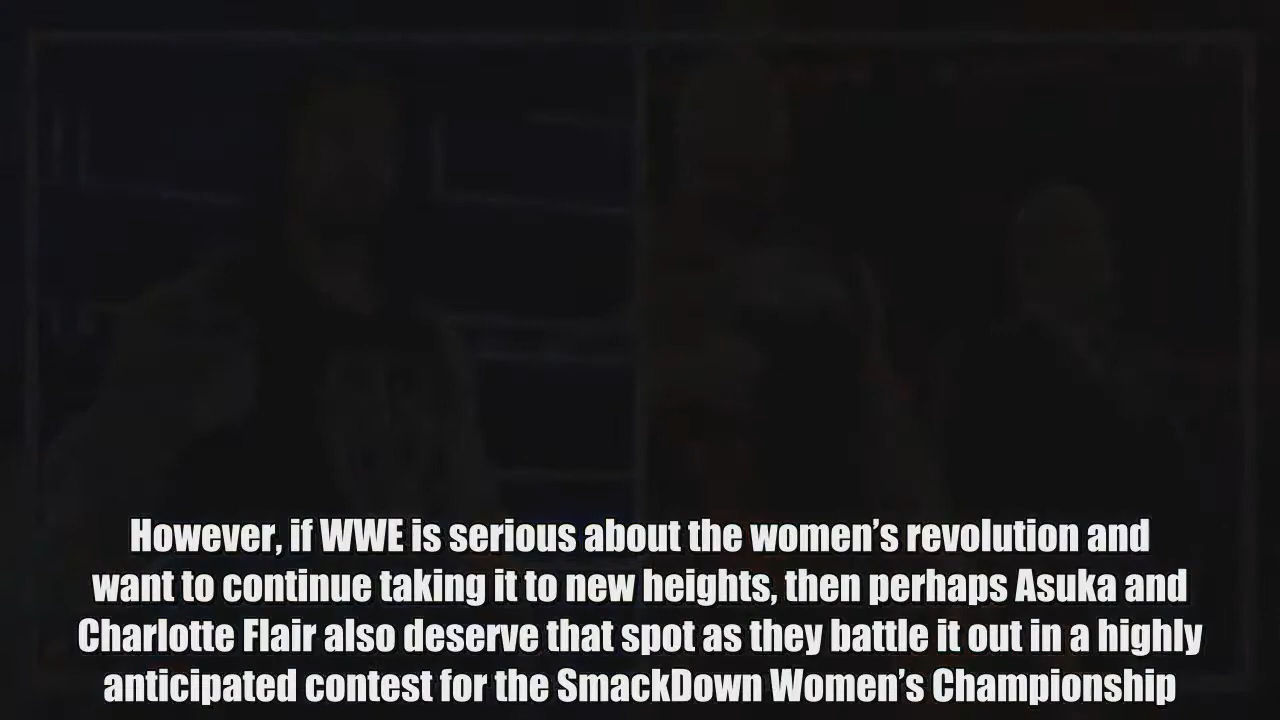 However, if WWE is serious about the women’s revolution and
want to continue taking it to new heights, then perhaps Asuka and
Charlotte Flair also deserve that spot as they battle it out in a highly
anticipated contest for the SmackDown Women’s Championship